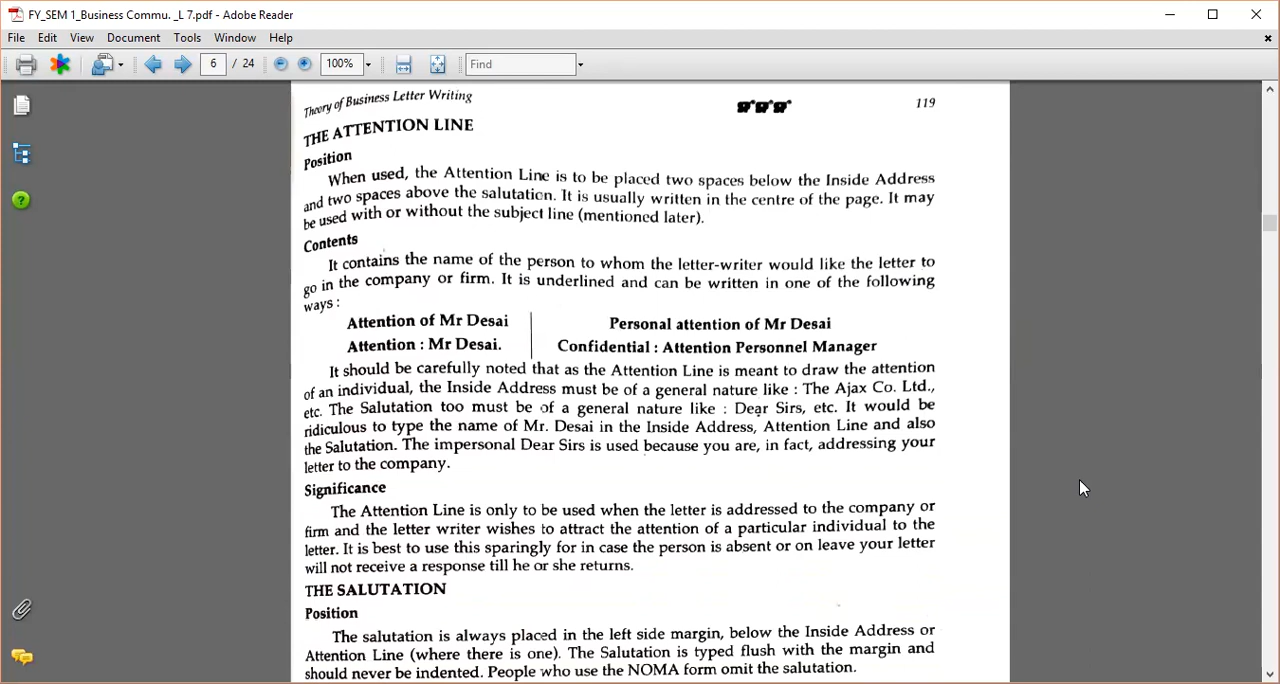 FY_SEM 1_Business Commu. _L 7.pdf - Adobe Reader
File Edit View Document Tools Window Help
6 / 24 100% Find
Theory of Business Letter Writing 119
THE ATTENTION LINE
Position
When used, the Attention Line is to be placed two spaces below the Inside Address
and two spaces above the salutation. It is usually written in the centre of the page. It may
be used with or without the subject line (mentioned later).
Contents
It contains the name of the person to whom the letter-writer would like the letter to
go in the company or firm. It is underlined and can be written in one of the following
ways :
Attention of Mr Desai Personal attention of Mr Desai
Attention : Mr Desai. Confidential : Attention Personnel Manager
It should be carefully noted that as the Attention Line is meant to draw the attention
of an individual, the Inside Address must be of a general nature like : The Ajax Co. Ltd.,
etc. The Salutation too must be of a general nature like : Dear Sirs, etc. It would be
ridiculous to type the name of Mr. Desai in the Inside Address, Attention Line and also
the Salutation. The impersonal Dear Sirs is used because you are, in fact, addressing your
letter to the company.
Significance
The Attention Line is only to be used when the letter is addressed to the company or
firm and the letter writer wishes to attract the attention of a particular individual to the
letter. It is best to use this sparingly for in case the person is absent or on leave your letter
will not receive a response till he or she returns.
THE SALUTATION
Position
The salutation is always placed in the left side margin, below the Inside Address or
Attention Line (where there is one). The Salutation is typed flush with the margin and
should never be indented. People who use the NOMA form omit the salutation.